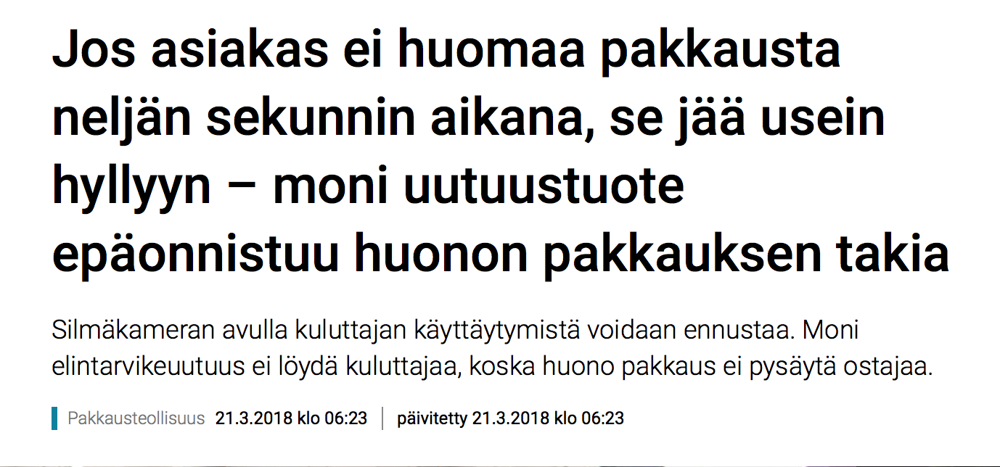 Jos asiakas ei huomaa pakkausta
neljän sekunnin aikana, se jää usein
hyllyyn – moni uutuustuote
epäonnistuu huonon pakkauksen takia
Silmäkameran avulla kuluttajan käyttäytymistä voidaan ennustaa. Moni
elintarvikeuutuus ei löydä kuluttajaa, koska huono pakkaus ei pysäytä ostajaa.
Pakkausteollisuus 21.3.2018 klo 06:23 | päivitetty 21.3.2018 klo 06:23